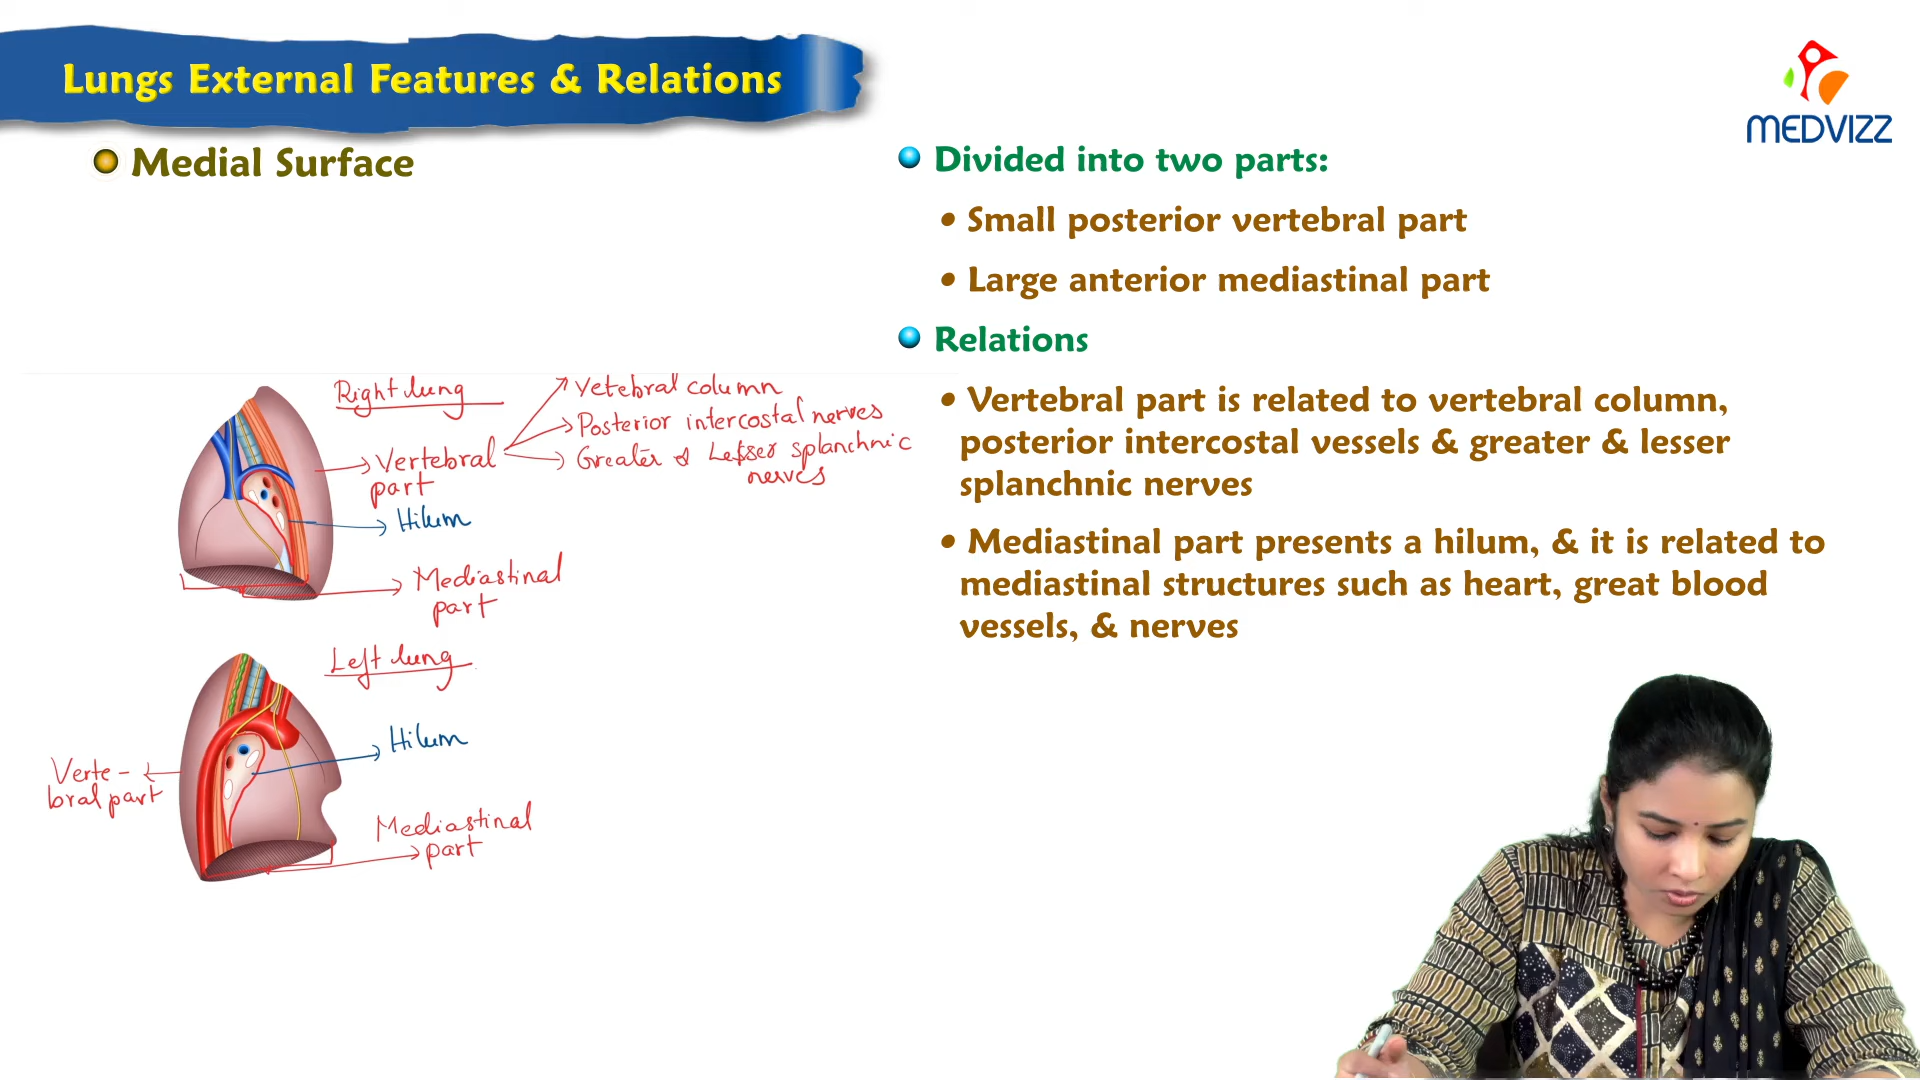 Lungs External Features & Relations
MEDVIZZ
Medial Surface
Divided into two parts:
• Small posterior vertebral part
• Large anterior mediastinal part
Relations
• Vertebral part is related to vertebral column,
posterior intercostal vessels & greater & lesser
splanchnic nerves
• Mediastinal part presents a hilum, & it is related to
mediastinal structures such as heart, great blood
vessels, & nerves
Right lung
Vetebral column
Posterior intercostal nerves
Greater & Lesser splanchnic
nerves
Vertebral
part
Hilum
Mediastinal
part
Left lung
Hilum
Verte-
bral part
Mediastinal
part